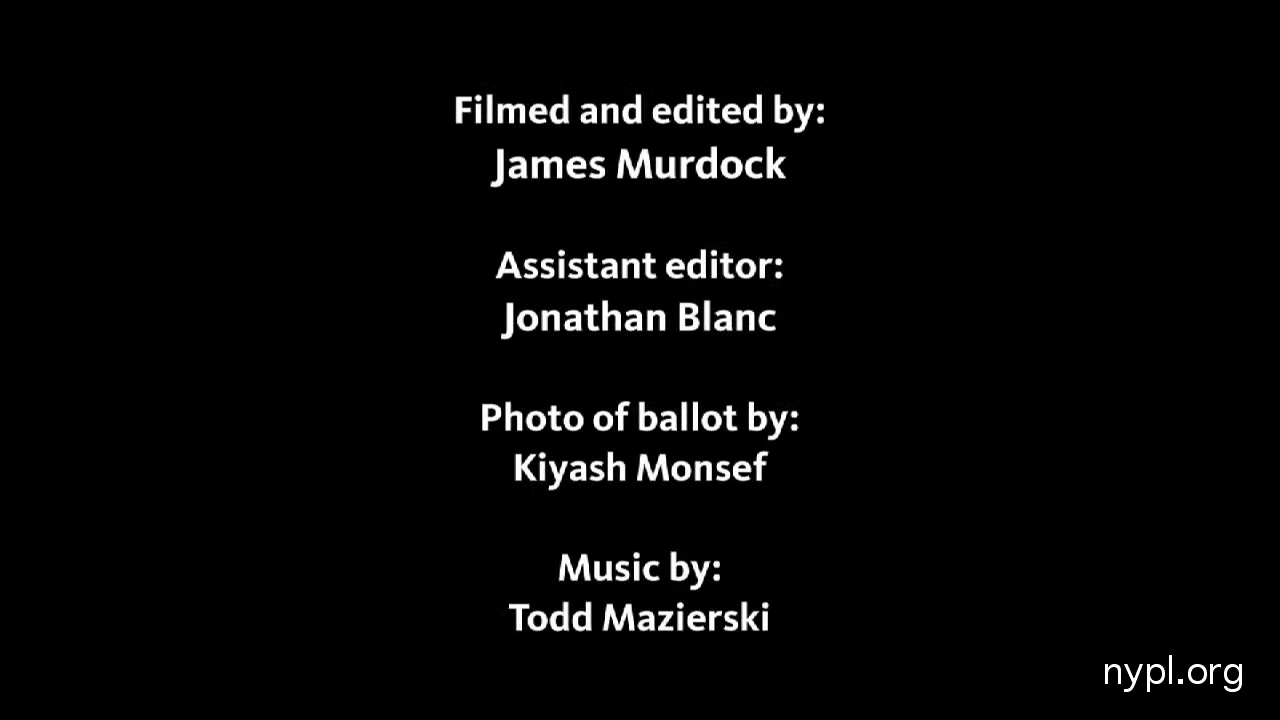 Filmed and edited by:
James Murdock
Assistant editor:
Jonathan Blanc
Photo of ballot by:
Kiyash Monsef
Music by:
Todd Mazierski
nypl.org